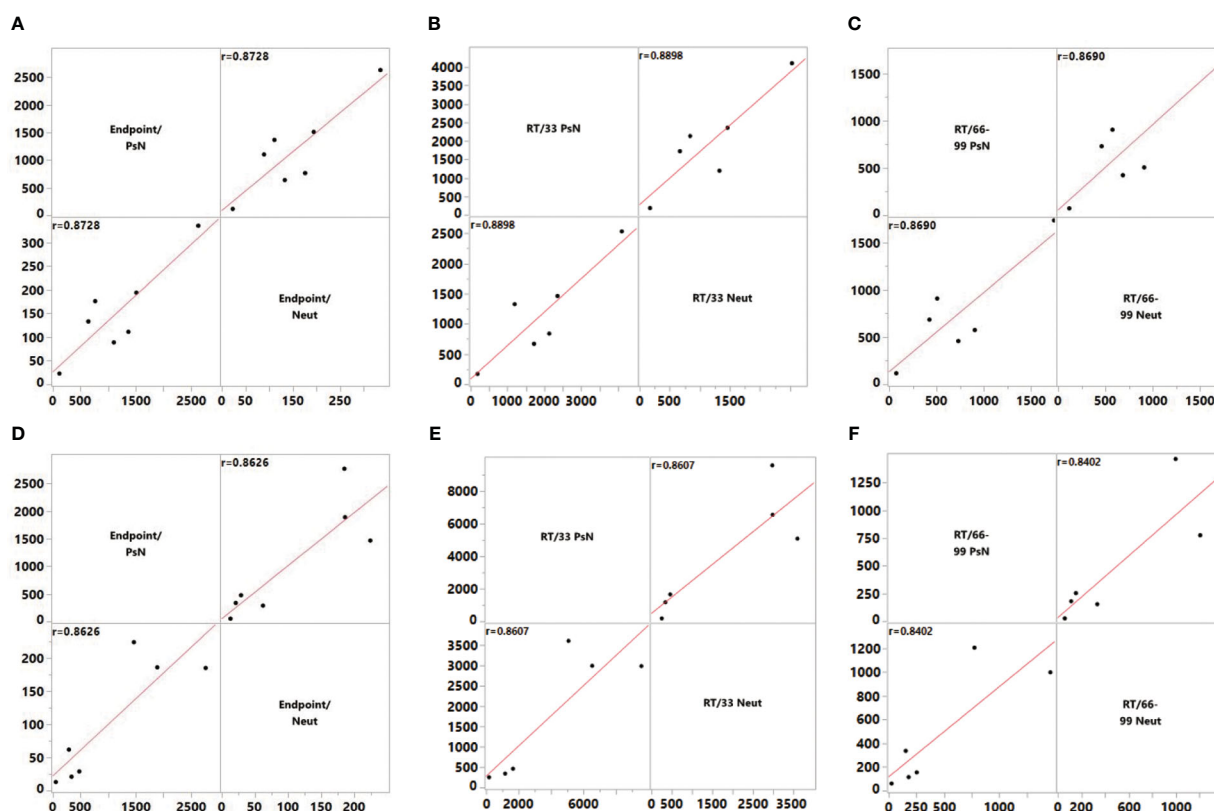 A
B
C
r=0.8728
2500
2000
1500
1000
500
0
Endpoint/
PsN
r=0.8728
300
250
200
150
100
50
0
Endpoint/
Neut
0 500 1500 2500 0 50 150 250
r=0.8898
4000
3500
3000
2500
2000
1500
1000
500
0
RT/33 PsN
r=0.8898
2500
2000
1500
1000
500
0
RT/33 Neut
0 1000 2000 3000 0 500 1500 2500
r=0.8690
1500
1000
500
0
RT/66-
99 PsN
r=0.8690
1500
1000
500
0
RT/66-
99 Neut
0 500 1000 1500 0 500 1000 1500
D
E
F
r=0.8626
2500
2000
1500
1000
500
0
Endpoint/
PsN
r=0.8626
200
150
100
50
0
Endpoint/
Neut
0 500 1500 2500 0 50 100 200
r=0.8607
8000
6000
4000
2000
0
RT/33 PsN
r=0.8607
3500
3000
2500
2000
1500
1000
500
0
RT/33 Neut
0 2000 6000 0 500 1500 2500 3500
r=0.8402
1250
1000
750
500
250
0
RT/66-
99 PsN
r=0.8402
1200
1000
800
600
400
200
0
RT/66-
99 Neut
0 250 500 1000 0 200 600 1000